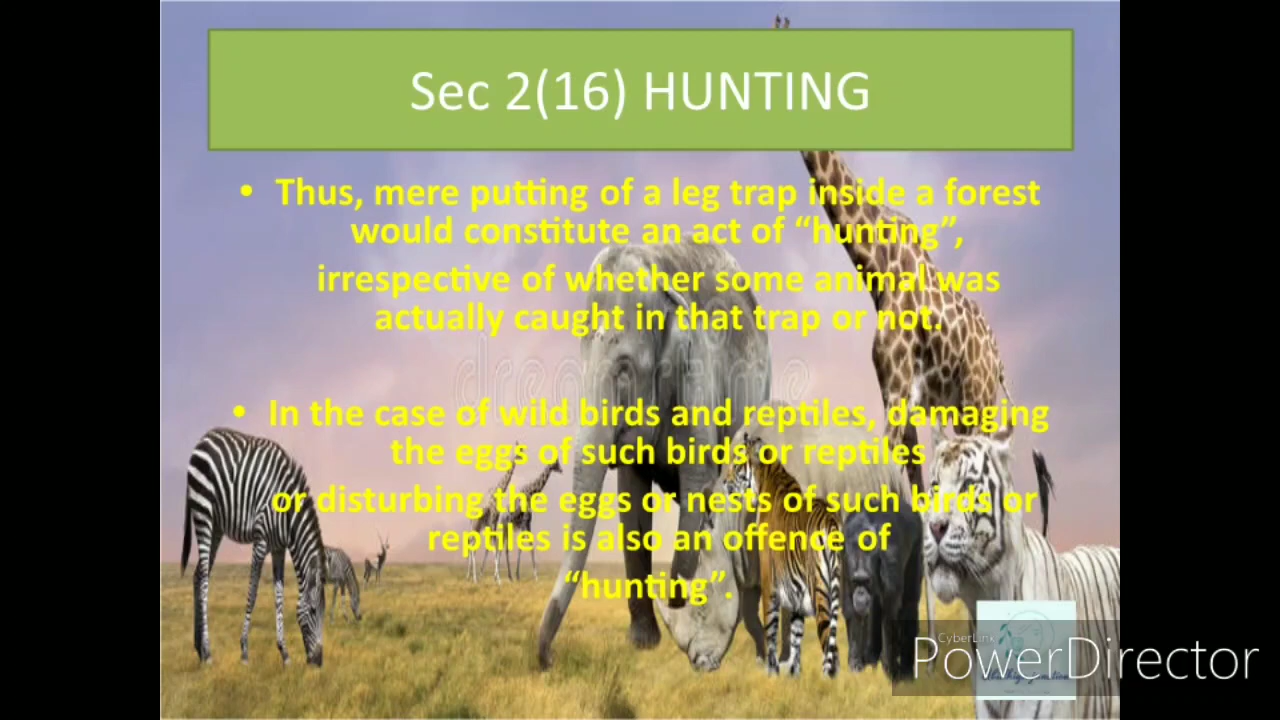 Sec 2(16) HUNTING
• Thus, mere putting of a leg trap inside a forest
would constitute an act of “hunting”,
irrespective of whether some animal was
actually caught in that trap or not.
dreamstime
• In the case of wild birds and reptiles, damaging
the eggs of such birds or reptiles
or disturbing the eggs or nests of such birds or
reptiles is also an offence of
“hunting”.
CyberLink
PowerDirector